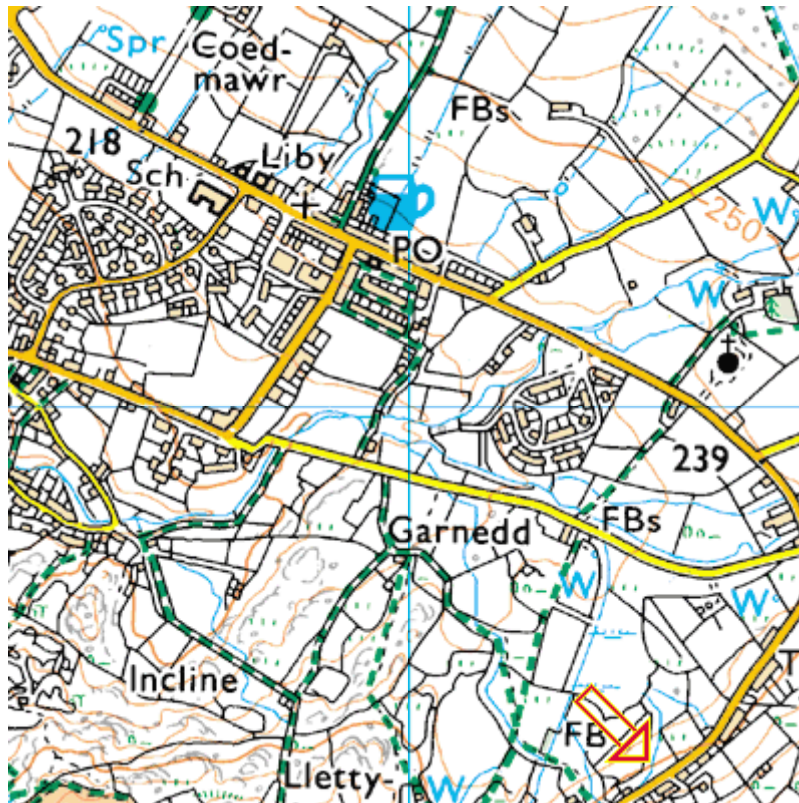 Spr
Coed-
mawr
FBs
218
Liby
Sch
W
250
PO
W
239
FBs
Garnedd
W
W
Incline
T
FB
Lletty-
W